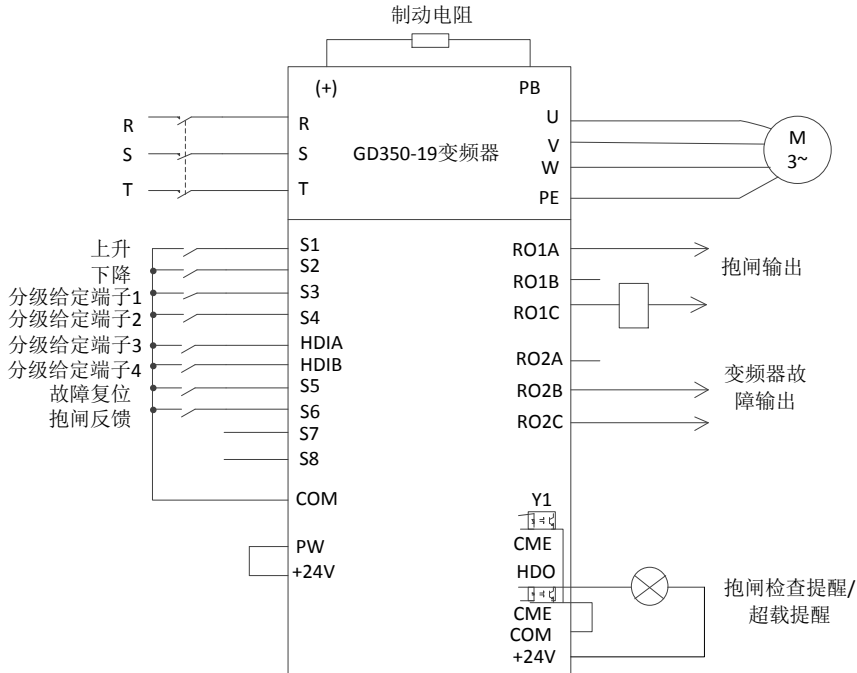 制动电阻
(+)
PB
R
S
T
R
S
T
GD350-19变频器
U
V
W
PE
M
3~
上升
下降
分级给定端子1
分级给定端子2
分级给定端子3
分级给定端子4
故障复位
抱闸反馈
S1
S2
S3
S4
HDIA
HDIB
S5
S6
S7
S8
COM
PW
+24V
RO1A
RO1B
RO1C
抱闸输出
RO2A
RO2B
RO2C
变频器故
障输出
Y1
CME
HDO
CME
COM
+24V
抱闸检查提醒/
超载提醒